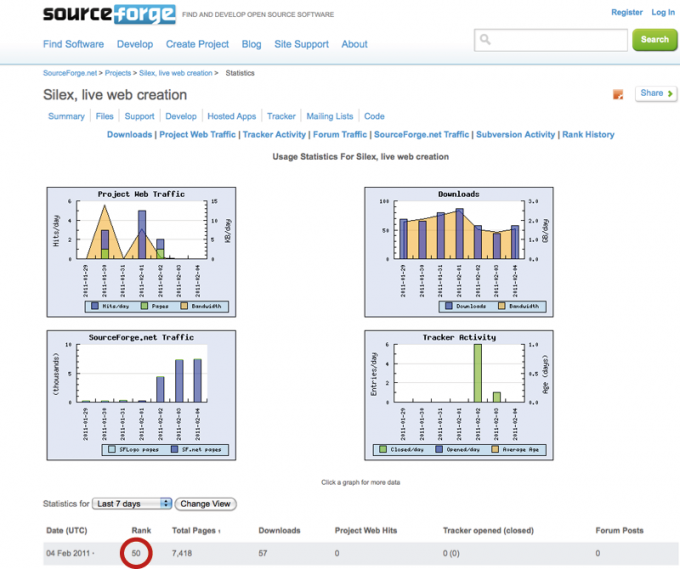 sourceforge FIND AND DEVELOP OPEN SOURCE SOFTWARE
Register Log In
Find Software Develop Create Project Blog Site Support About
Search
SourceForge.net > Projects > Silex, live web creation > Statistics
Silex, live web creation
Share
Summary Files Support Develop Hosted Apps Tracker Mailing Lists Code
Downloads | Project Web Traffic | Tracker Activity | Forum Traffic | SourceForge.net Traffic | Subversion Activity | Rank History
Usage Statistics For Silex, live web creation
Project Web Traffic
Hits/day
6
4
2
0
15
10
5
0
KB/day
2011-01-29
2011-01-30
2011-01-31
2011-02-01
2011-02-02
2011-02-03
2011-02-04
Hits/day Pages Bandwidth
Downloads
100
50
0
3.0
2.0
1.0
0.0
GB/day
2011-01-29
2011-01-30
2011-01-31
2011-02-01
2011-02-02
2011-02-03
2011-02-04
Downloads Bandwidth
SourceForge.net Traffic
(thousands)
10
5
0
2011-01-29
2011-01-30
2011-01-31
2011-02-01
2011-02-02
2011-02-03
2011-02-04
SFLogo pages SF.net pages
Tracker Activity
Entries/day
6
4
2
0
1.0
0.5
0.0
Age (days)
2011-01-29
2011-01-30
2011-01-31
2011-02-01
2011-02-02
2011-02-03
2011-02-04
Closed/day Opened/day Average Age
Click a graph for more data
Statistics for Last 7 days Change View
Date (UTC) Rank Total Pages Downloads Project Web Hits Tracker opened (closed) Forum Posts
04 Feb 2011 50 7,418 57 0 0 (0) 0